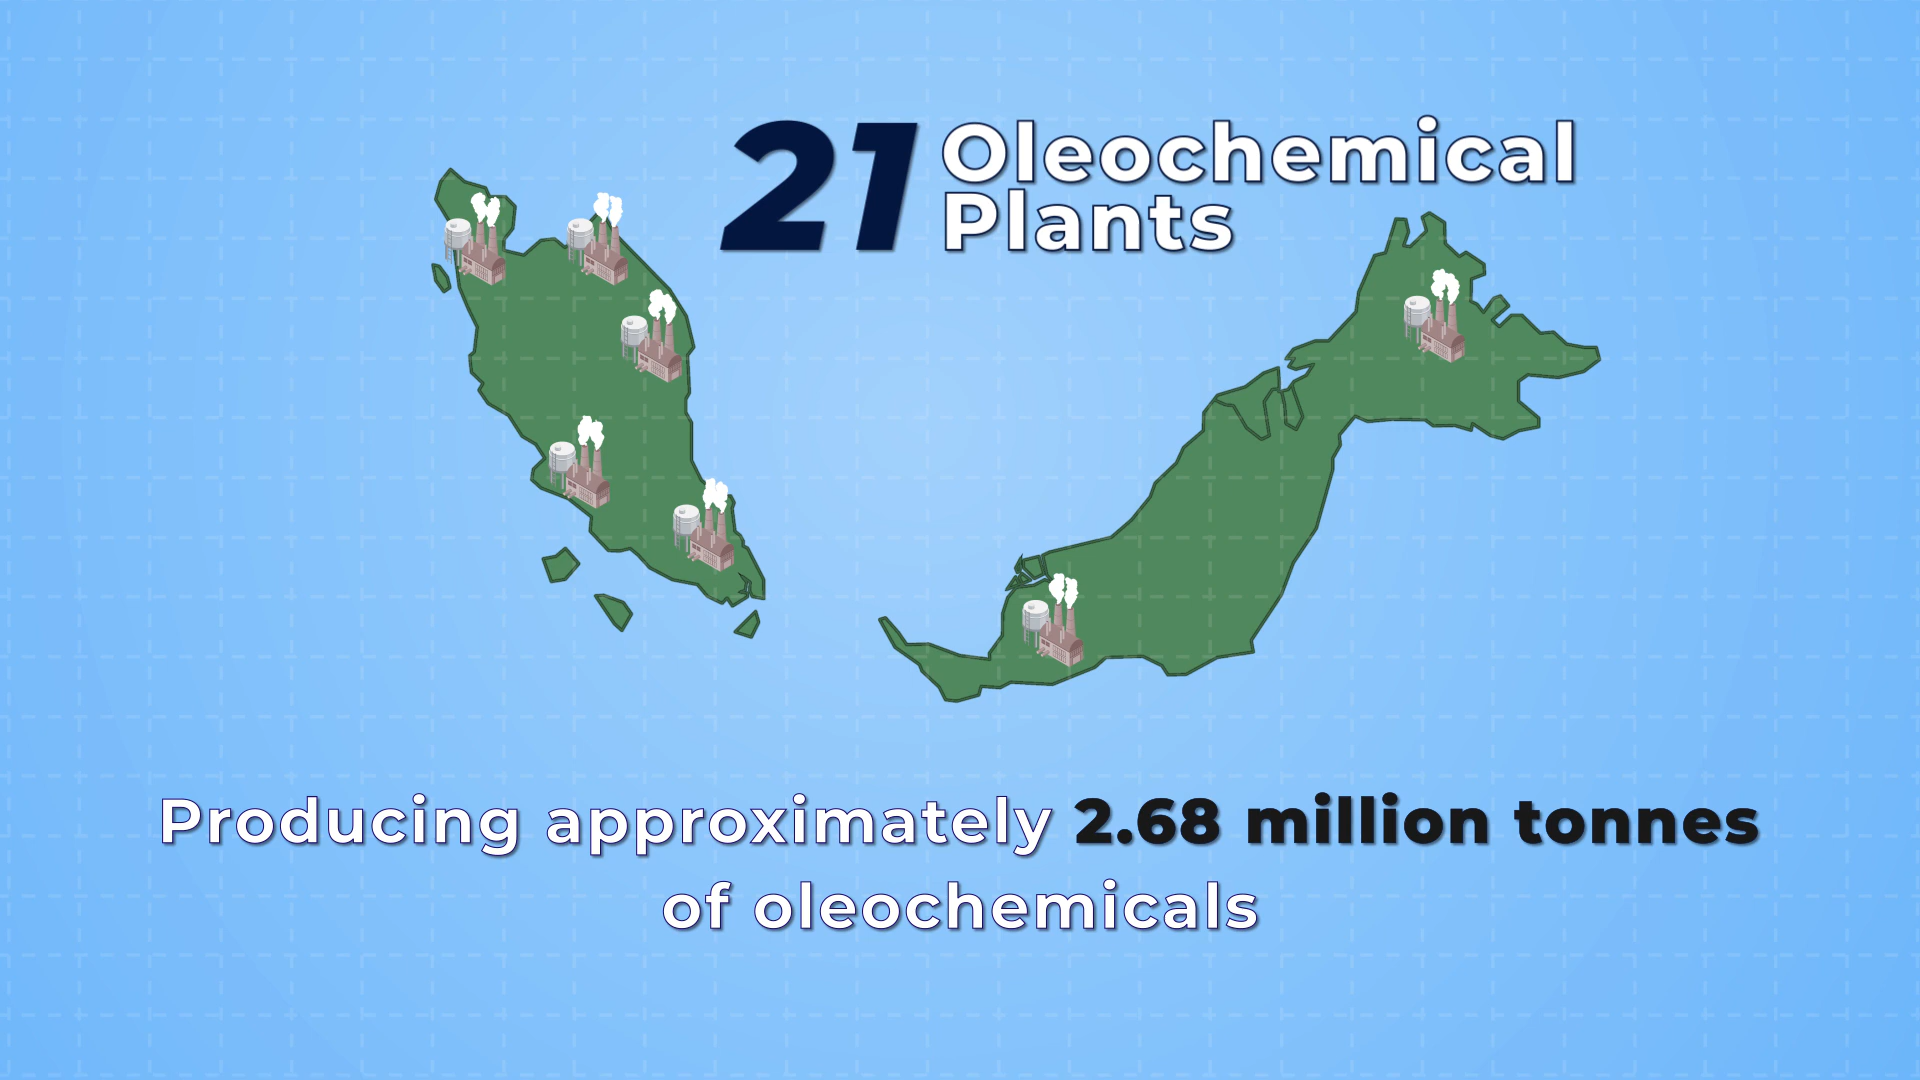 21 Oleochemical
Plants
Producing approximately 2.68 million tonnes
of oleochemicals